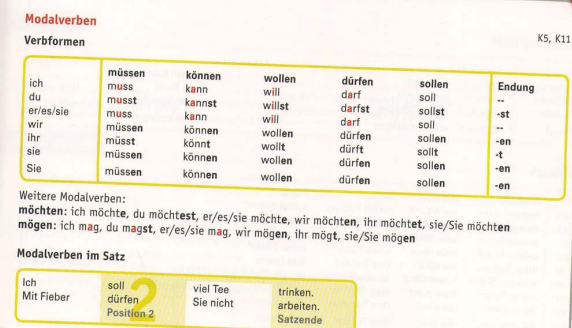 Modalverben
Verbformen K5, K11
müssen können wollen dürfen sollen Endung
ich muss kann will darf soll --
du musst kannst willst darfst sollst -st
er/es/sie muss kann will darf soll --
wir müssen können wollen dürfen sollen -en
ihr müsst könnt wollt dürft sollt -t
sie müssen können wollen dürfen sollen -en
Sie müssen können wollen dürfen sollen -en
Weitere Modalverben:
möchten: ich möchte, du möchtest, er/es/sie möchte, wir möchten, ihr möchtet, sie/Sie möchten
mögen: ich mag, du magst, er/es/sie mag, wir mögen, ihr mögt, sie/Sie mögen
Modalverben im Satz
Ich soll viel Tee trinken.
Mit Fieber dürfen Sie nicht arbeiten.
2
Position 2 Satzende